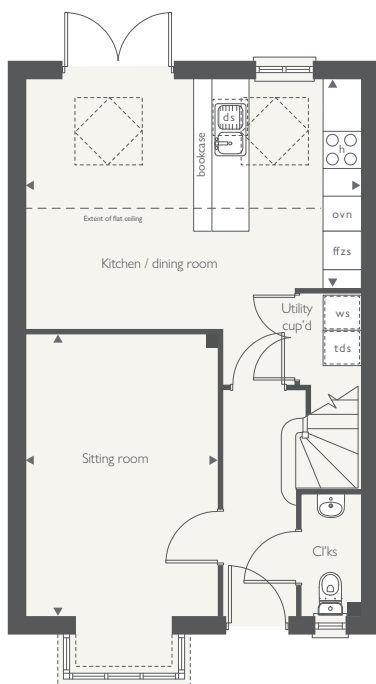 ds
bookcase
h
ovn
Extent of flat ceiling
ffzs
Kitchen / dining room
Utility
cup'd
ws
tds
Sitting room
Cl'ks